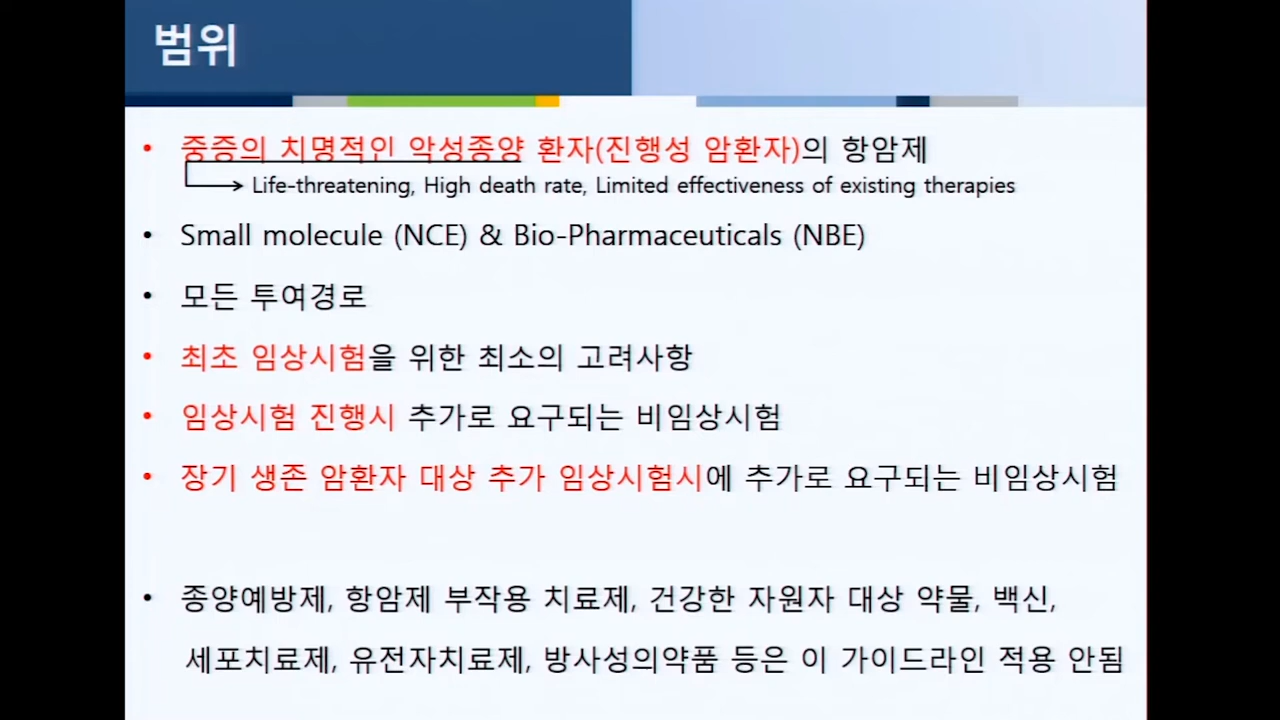 범위
• 중증의 치명적인 악성종양 환자(진행성 암환자)의 항암제
Life-threatening, High death rate, Limited effectiveness of existing therapies
• Small molecule (NCE) & Bio-Pharmaceuticals (NBE)
• 모든 투여경로
• 최초 임상시험을 위한 최소의 고려사항
• 임상시험 진행시 추가로 요구되는 비임상시험
• 장기 생존 암환자 대상 추가 임상시험시에 추가로 요구되는 비임상시험
• 종양예방제, 항암제 부작용 치료제, 건강한 자원자 대상 약물, 백신,
세포치료제, 유전자치료제, 방사성의약품 등은 이 가이드라인 적용 안됨